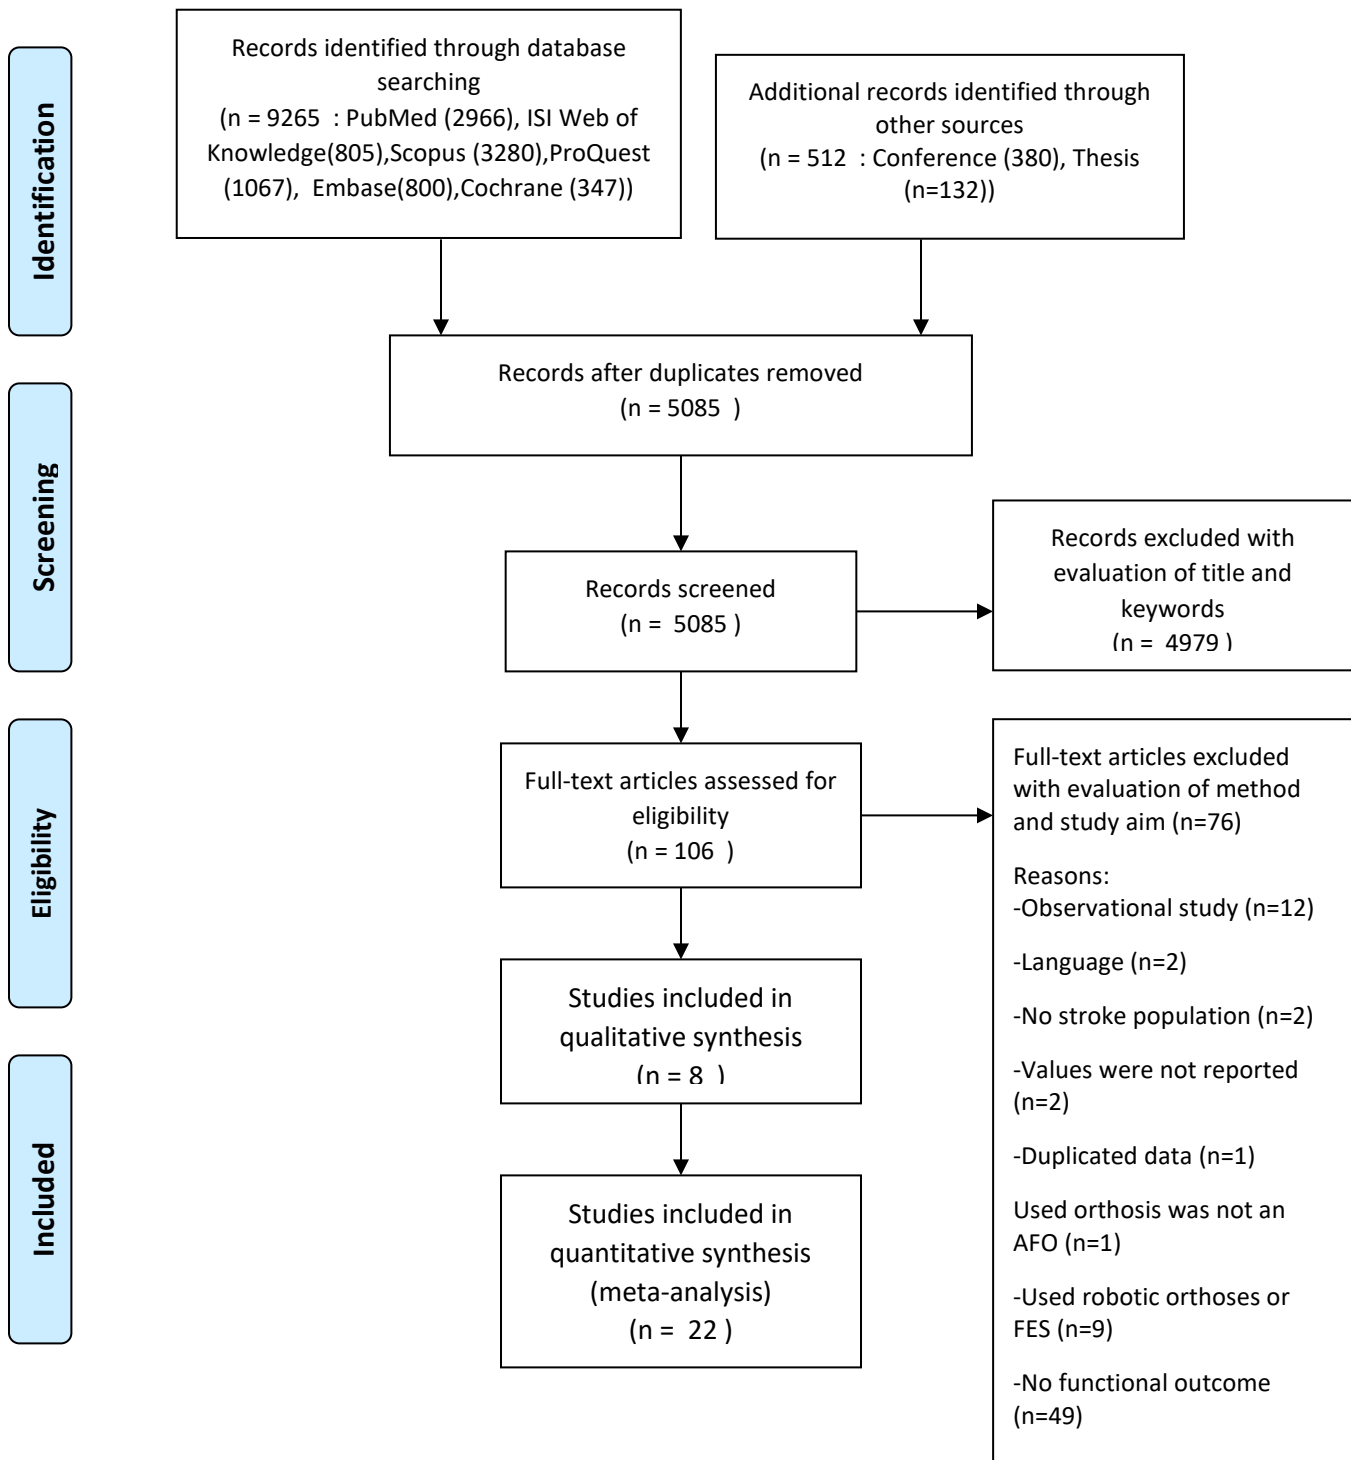 Identification
Records identified through database
searching
(n = 9265  : PubMed (2966), ISI Web of
Knowledge(805),Scopus (3280),ProQuest
(1067),  Embase(800),Cochrane (347))
Additional records identified through
other sources
(n = 512  : Conference (380), Thesis
(n=132))
Records after duplicates removed
(n = 5085  )
Screening
Records screened
(n =  5085 )
Records excluded with
evaluation of title and
keywords
(n =  4979 )
Eligibility
Full-text articles assessed for
eligibility
(n = 106  )
Full-text articles excluded
with evaluation of method
and study aim (n=76)
Reasons:
-Observational study (n=12)
-Language (n=2)
-No stroke population (n=2)
-Values were not reported
(n=2)
-Duplicated data (n=1)
Used orthosis was not an
AFO (n=1)
-Used robotic orthoses or
FES (n=9)
-No functional outcome
(n=49)
Studies included in
qualitative synthesis
(n = 8  )
Included
Studies included in
quantitative synthesis
(meta-analysis)
(n =  22 )